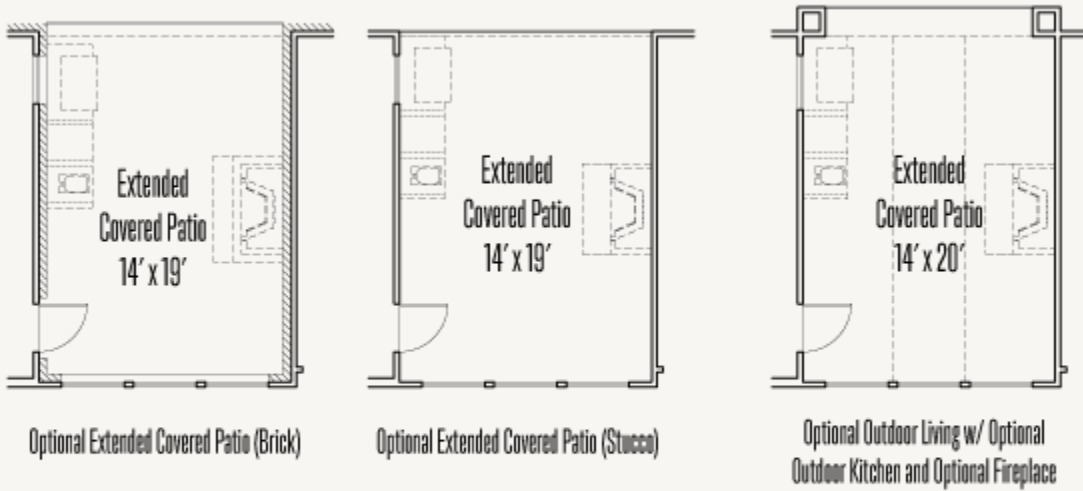 Extended
Covered Patio
14' x 19'
Optional Extended Covered Patio (Brick)
Extended
Covered Patio
14' x 19'
Optional Extended Covered Patio (Stucco)
Extended
Covered Patio
14' x 20'
Optional Outdoor Living w/ Optional
Outdoor Kitchen and Optional Fireplace